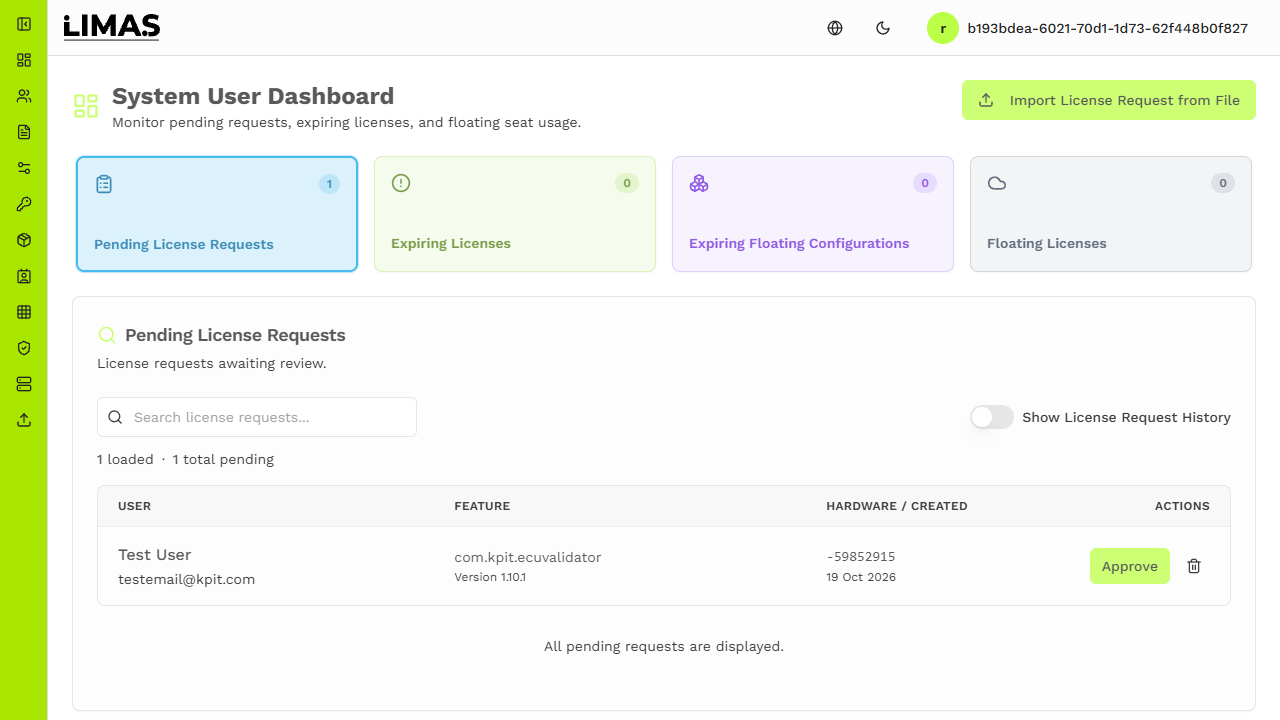 LIMAS
r
b193bdea-6021-70d1-1d73-62f448b0f827
System User Dashboard
Monitor pending requests, expiring licenses, and floating seat usage.
Import License Request from File
1
Pending License Requests
0
Expiring Licenses
0
Expiring Floating Configurations
0
Floating Licenses
Pending License Requests
License requests awaiting review.
Search license requests...
Show License Request History
1 loaded · 1 total pending
USER FEATURE HARDWARE / CREATED ACTIONS
Test User com.kpit.ecuvalidator -59852915
testemail@kpit.com Version 1.10.1 19 Oct 2026
Approve
All pending requests are displayed.